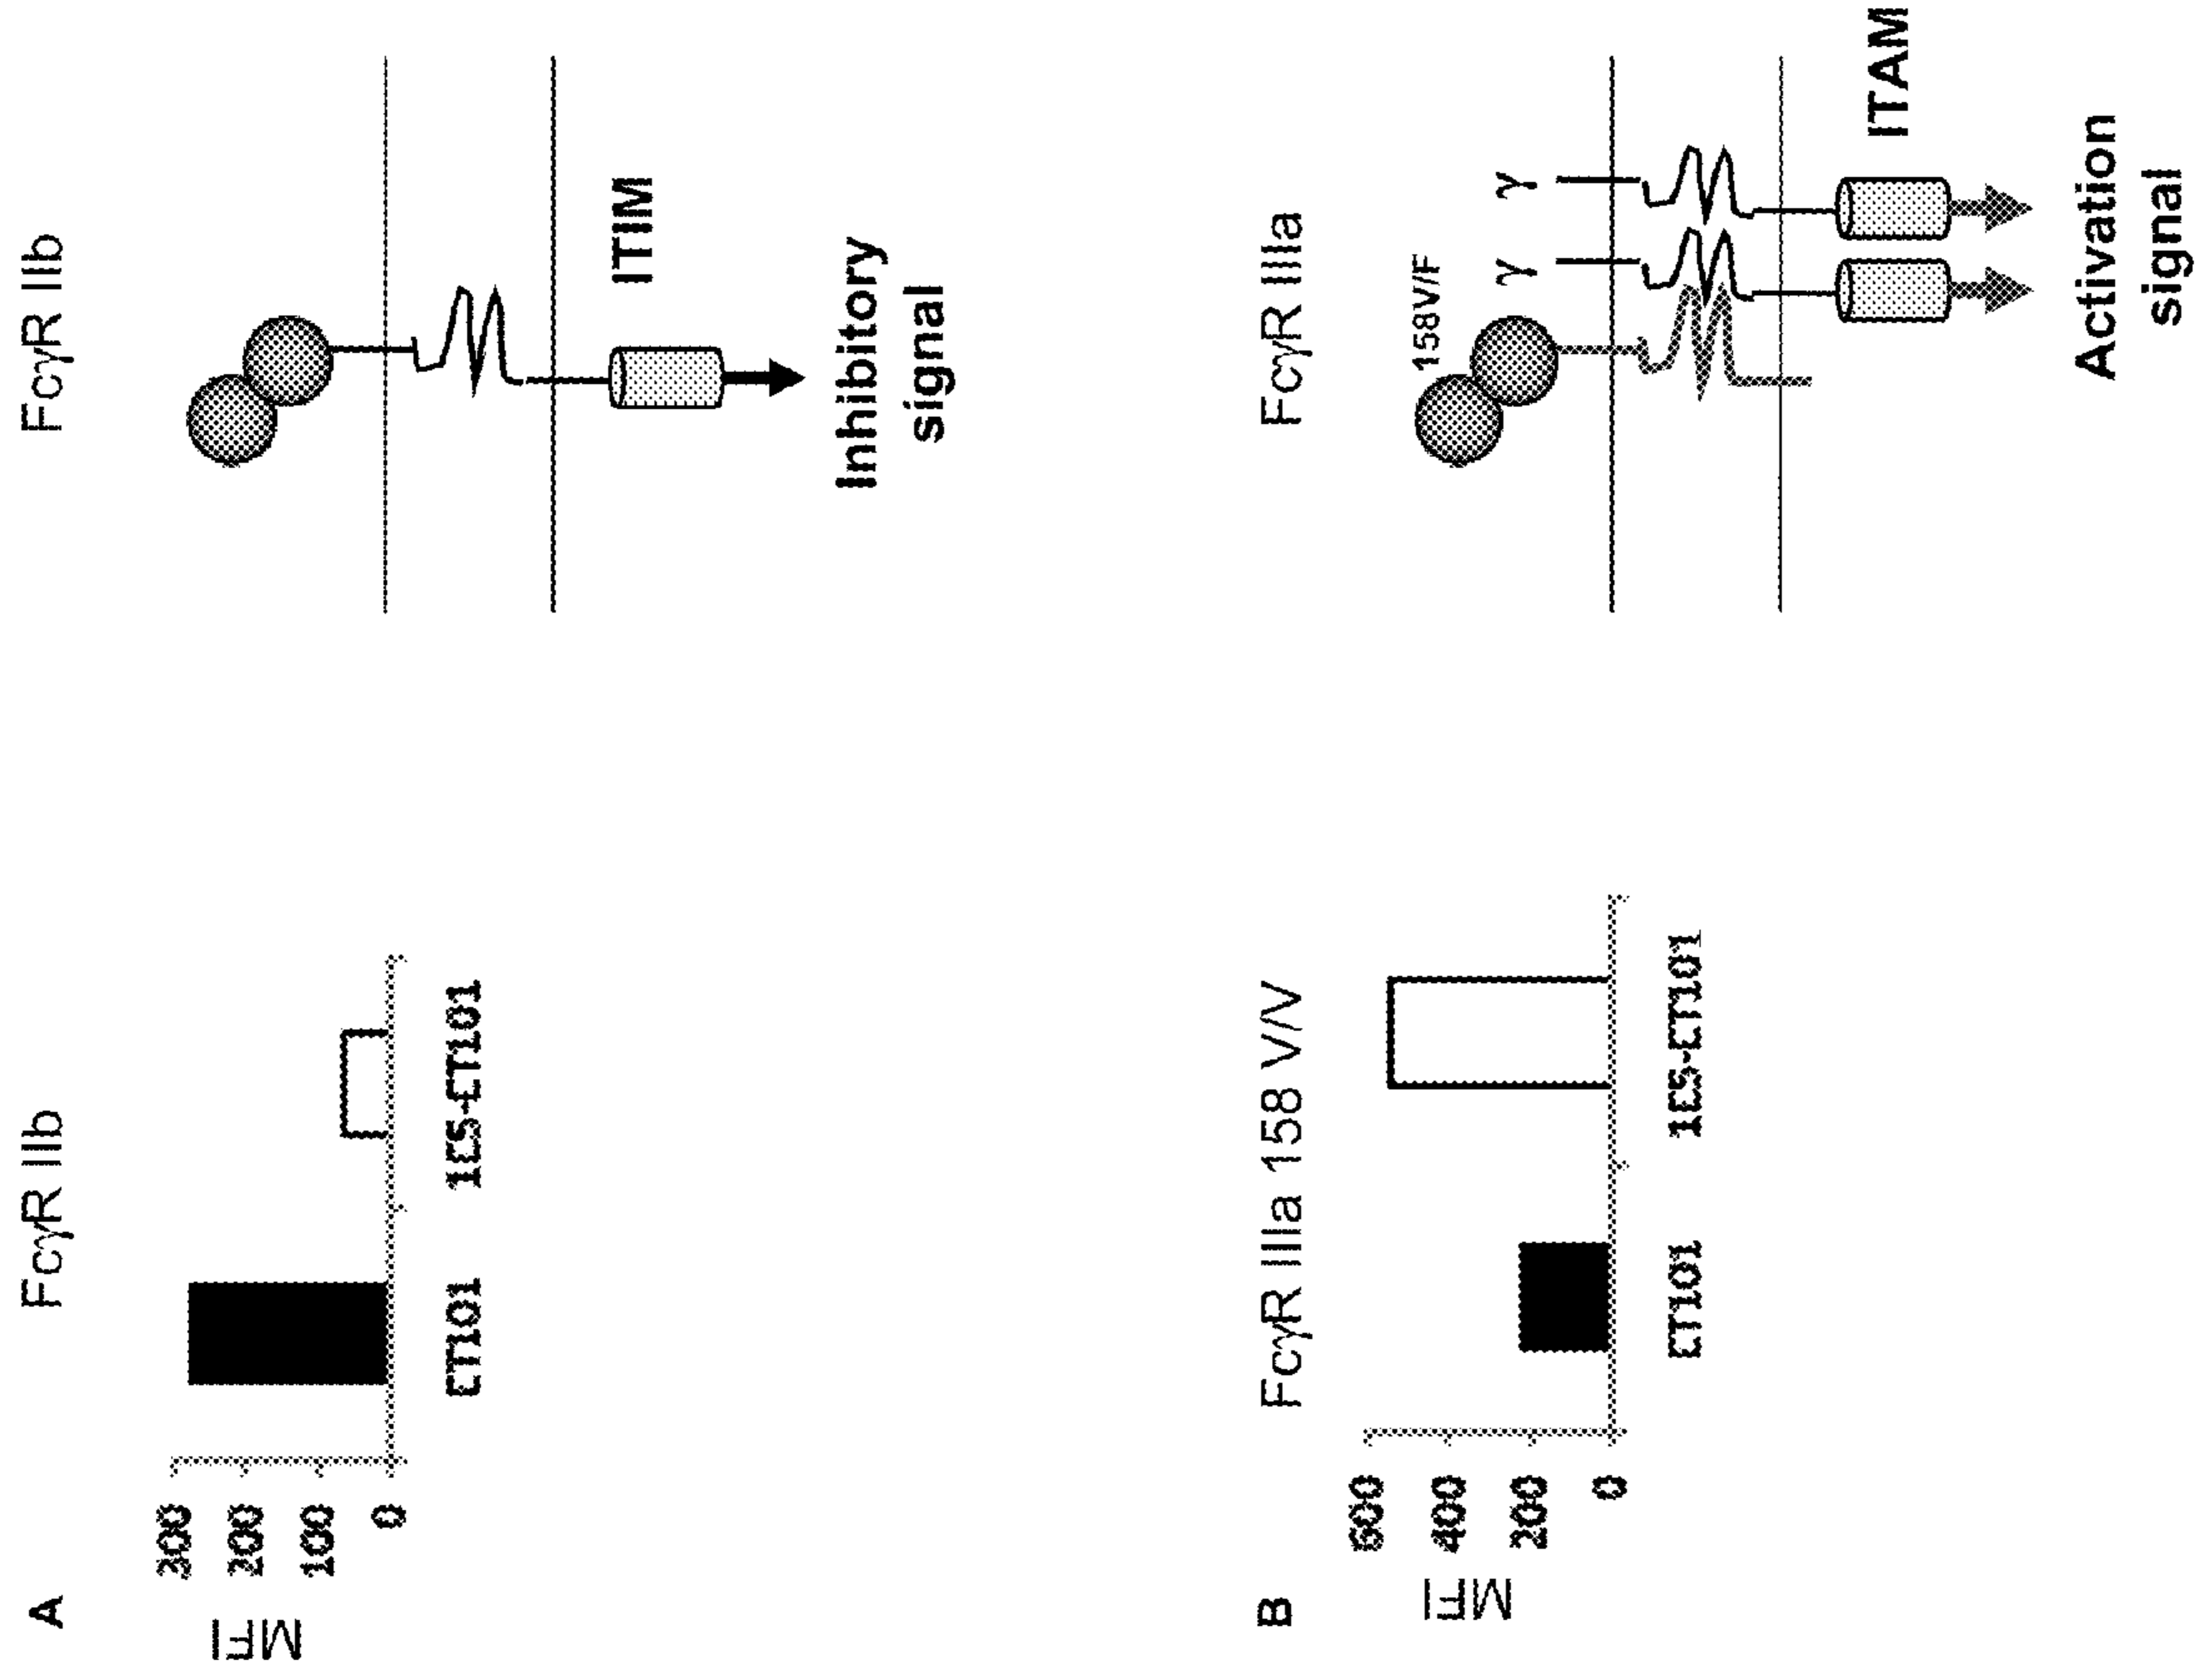 A
FcγR IIb
FcγR IIb
MFI
300
200
100
0
CT101
1E5-CT101
ITIM
Inhibitory
signal
B
FcγR IIIa 158 V/V
FcγR IIIa
MFI
600
400
200
0
CT101
1E5-CT101
158V/F
γ
γ
ITAM
Activation
signal